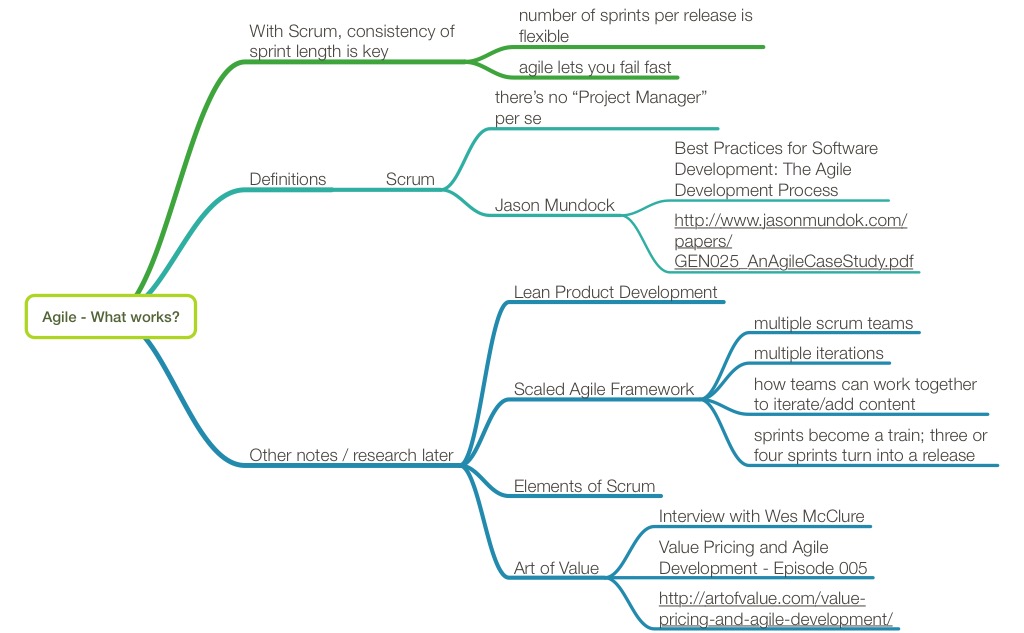 With Scrum, consistency of
sprint length is key
number of sprints per release is
flexible
agile lets you fail fast
Definitions
Scrum
there's no “Project Manager”
per se
Jason Mundock
Best Practices for Software
Development: The Agile
Development Process
http://www.jasonmundok.com/
papers/
GEN025_AnAgileCaseStudy.pdf
Agile - What works?
Other notes / research later
Lean Product Development
Scaled Agile Framework
multiple scrum teams
multiple iterations
how teams can work together
to iterate/add content
sprints become a train; three or
four sprints turn into a release
Elements of Scrum
Art of Value
Interview with Wes McClure
Value Pricing and Agile
Development - Episode 005
http://artofvalue.com/value-
pricing-and-agile-development/